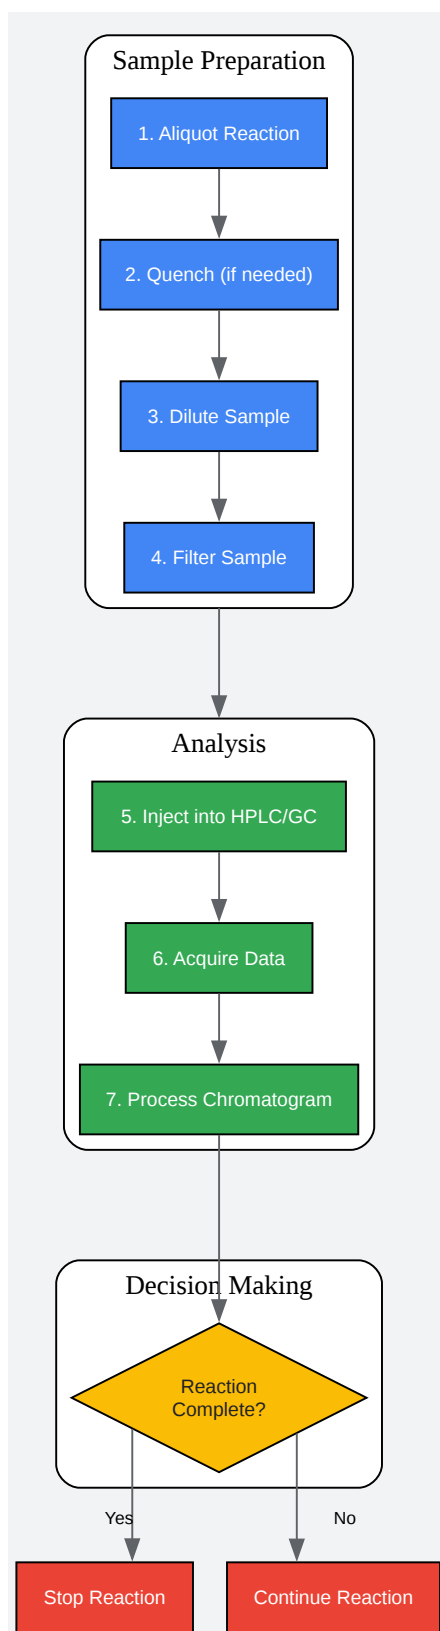 Sample Preparation
1. Aliquot Reaction
2. Quench (if needed)
3. Dilute Sample
4. Filter Sample
Analysis
5. Inject into HPLC/GC
6. Acquire Data
7. Process Chromatogram
Decision Making
Reaction
Complete?
Yes
No
Stop Reaction
Continue Reaction